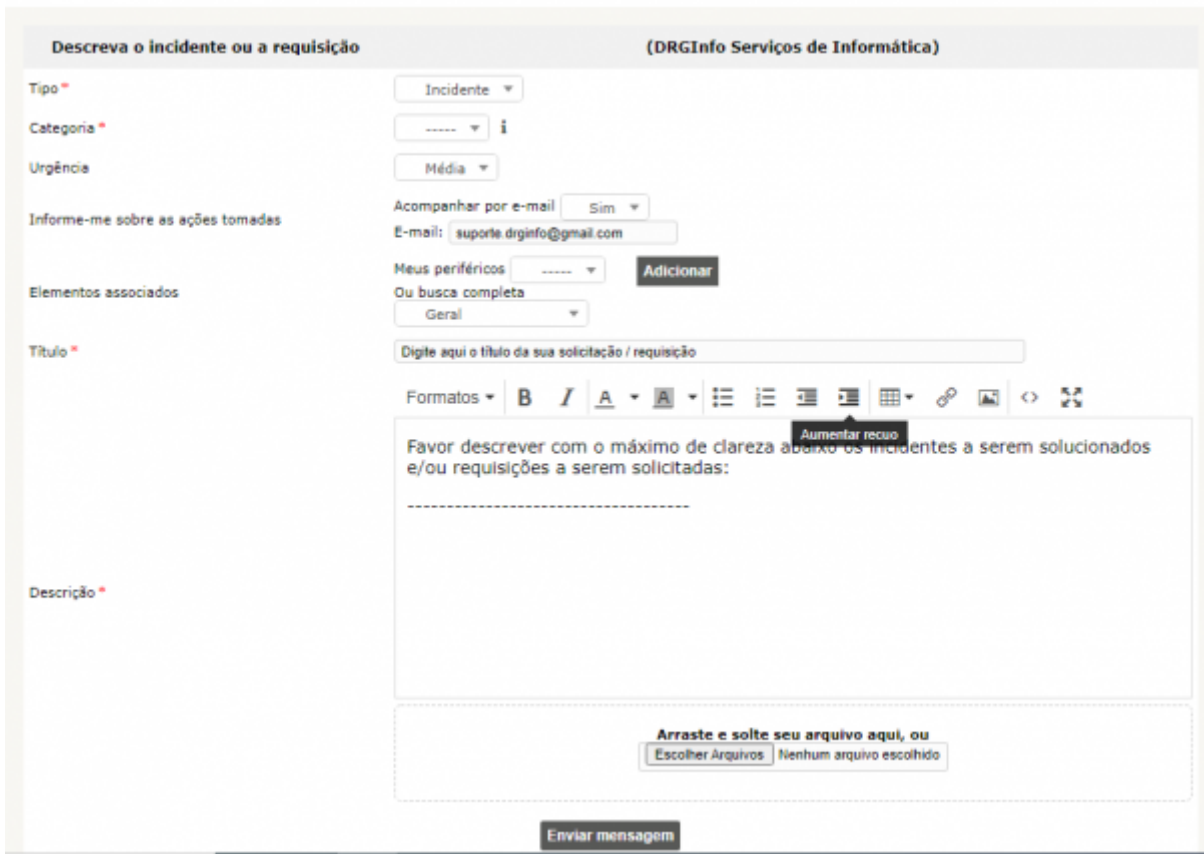 Descreva o incidente ou a requisição (DRGInfo Serviços de Informática)
Tipo * Incidente
Categoria * ----- i
Urgência Média
Informe-me sobre as ações tomadas
Acompanhar por e-mail Sim
E-mail: suporte.drginfo@gmail.com
Elementos associados
Meus periféricos ----- Adicionar
Ou busca completa
Geral
Título * Digite aqui o título da sua solicitação / requisição
Formatos B I A A
Aumentar recuo
Favor descrever com o máximo de clareza abaixo os incidentes a serem solucionados
e/ou requisições a serem solicitadas:
------------------------------------
Descrição *
Arraste e solte seu arquivo aqui, ou
Escolher Arquivos Nenhum arquivo escolhido
Enviar mensagem